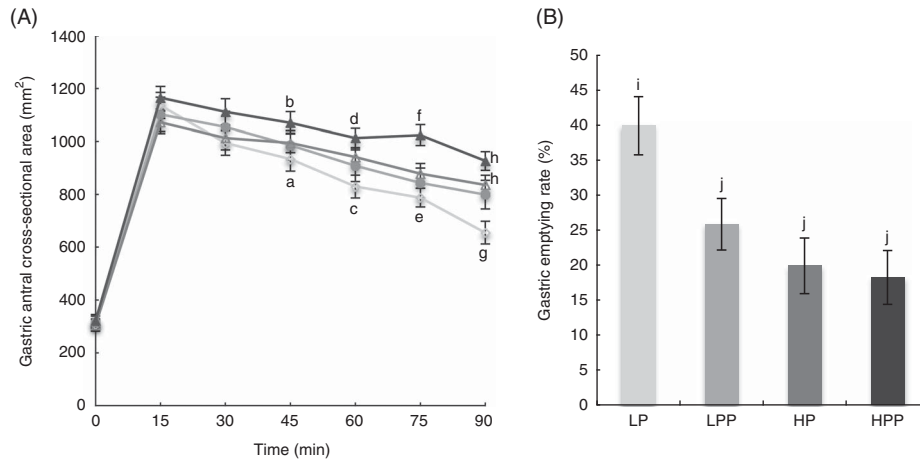 (A)
1400
1200
1000
800
600
400
200
0
Gastric antral cross-sectional area (mm²)
b
d
f
h
h
a
c
e
g
0 15 30 45 60 75 90
Time (min)
(B)
50
45
40
35
30
25
20
15
10
5
0
Gastric emptying rate (%)
i
j
j
j
LP LPP HP HPP